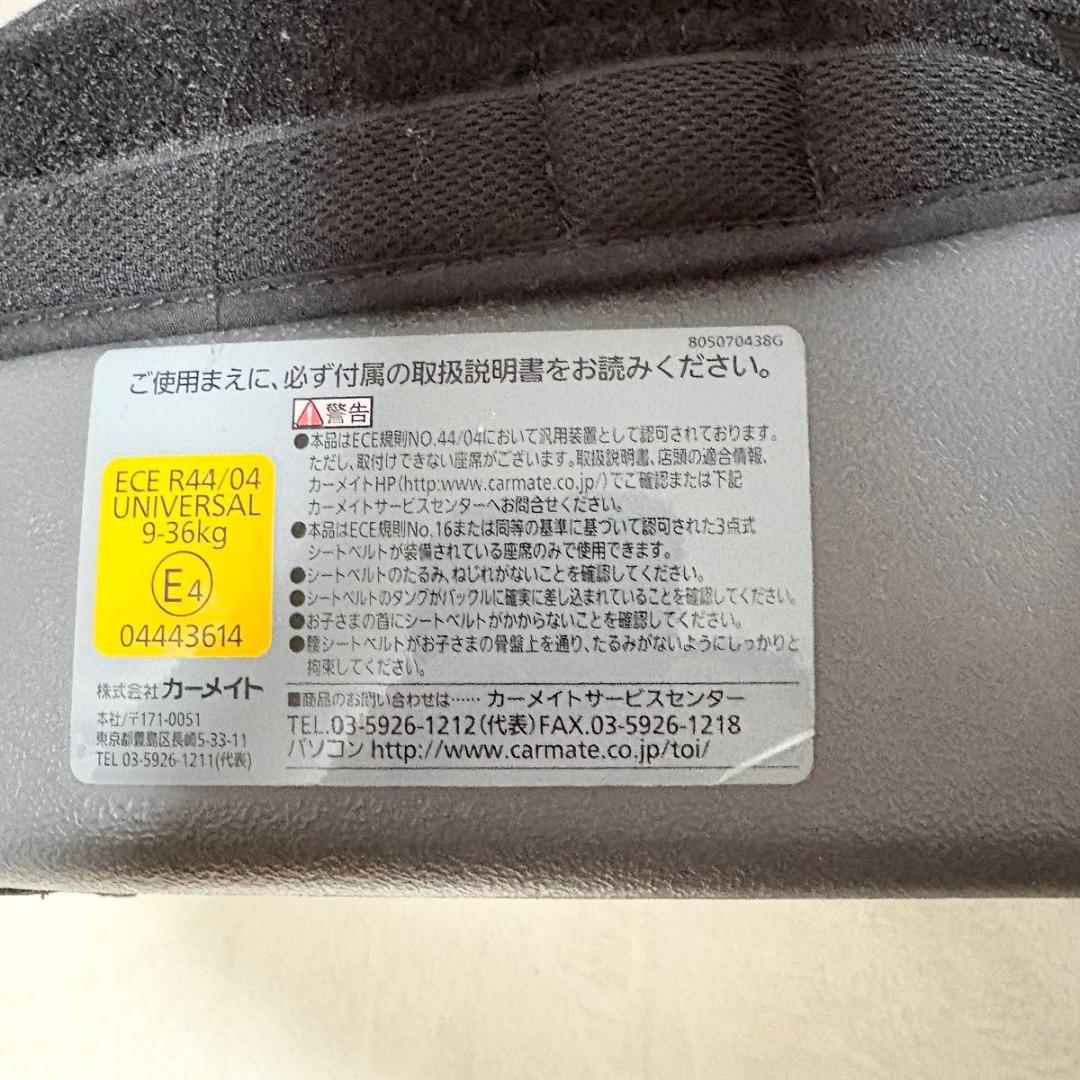 805070438G
ご使用まえに、必ず付属の取扱説明書をお読みください。
警告
●本品はECE規則NO.44/04において汎用装置として認可されております。
ただし、取付けできない座席がございます。取扱説明書、店頭の適合情報、
カーメイトHP(http:www.carmate.co.jp/)でご確認または下記
カーメイトサービスセンターへお問合せください。
●本品はECE規則No.16または同等の基準に基づいて認可された3点式
シートベルトが装備されている座席のみで使用できます。
●シートベルトのたるみ、ねじれがないことを確認してください。
●シートベルトのタングがバックルに確実に差し込まれていることを確認してください。
●お子さまの首にシートベルトがかからないことを確認してください。
●腰シートベルトがお子さまの骨盤上を通り、たるみがないようにしっかりと
拘束してください。
ECE R44/04
UNIVERSAL
9-36kg
E4
04443614
株式会社 カーメイト
本社/〒171-0051
東京都豊島区長崎5-33-11
TEL 03-5926-1211(代表)
■商品のお問い合わせは…… カーメイトサービスセンター
TEL.03-5926-1212(代表)FAX.03-5926-1218
パソコン http://www.carmate.co.jp/toi/